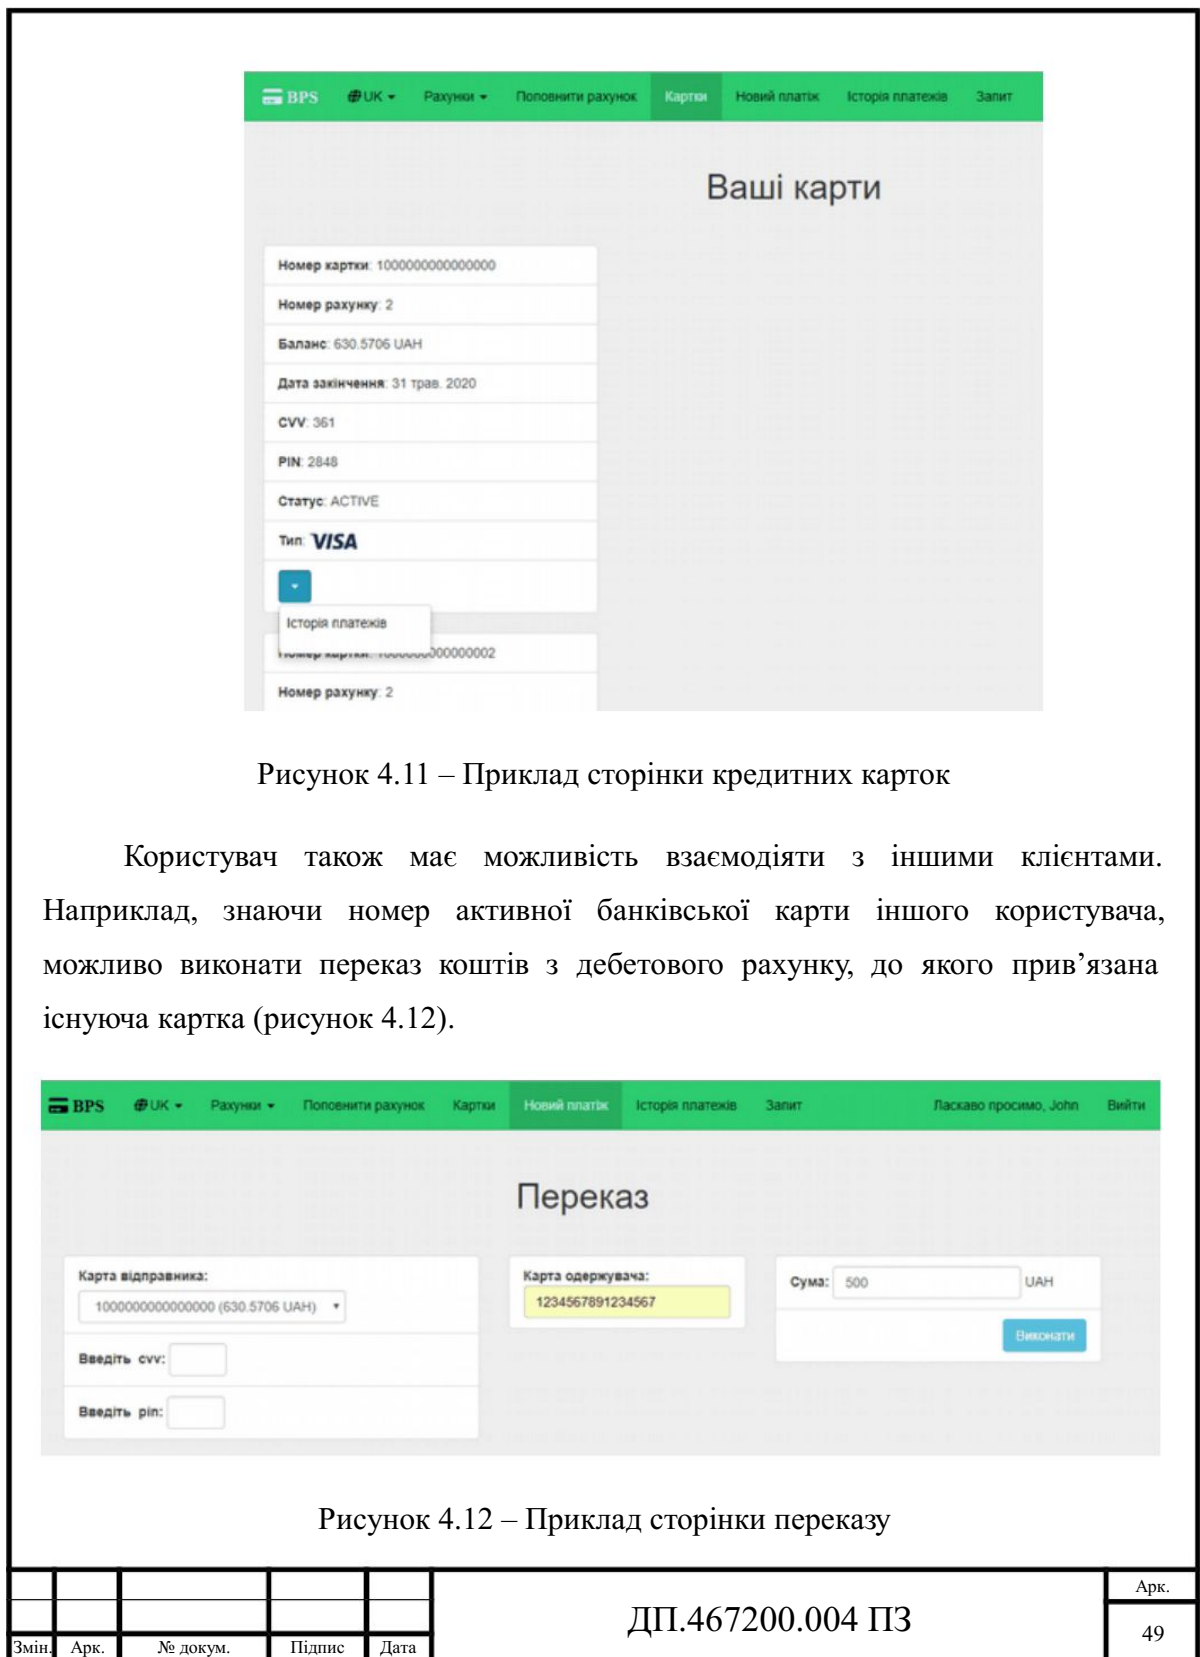 BPS UK Рахунки Поповнити рахунок Картки Новий платіж Історія платежів Запит
Ваші карти
Номер картки: 1000000000000000
Номер рахунку: 2
Баланс: 630.5706 UAH
Дата закінчення: 31 трав. 2020
CVV: 361
PIN: 2848
Статус: ACTIVE
Тип: VISA
Історія платежів
Номер картки: 1000000000000002
Номер рахунку: 2
Рисунок 4.11 – Приклад сторінки кредитних карток
Користувач також має можливість взаємодіяти з іншими клієнтами.
Наприклад, знаючи номер активної банківської карти іншого користувача,
можливо виконати переказ коштів з дебетового рахунку, до якого прив’язана
існуюча картка (рисунок 4.12).
BPS UK Рахунки Поповнити рахунок Картки Новий платіж Історія платежів Запит Ласкаво просимо, John Вийти
Переказ
Карта відправника:
1000000000000000 (630.5706 UAH)
Введіть cvv:
Введіть pin:
Карта одержувача:
1234567891234567
Сума: 500 UAH
Виконати
Рисунок 4.12 – Приклад сторінки переказу
Змін. Арк. № докум. Підпис Дата
ДП.467200.004 ПЗ
Арк.
49